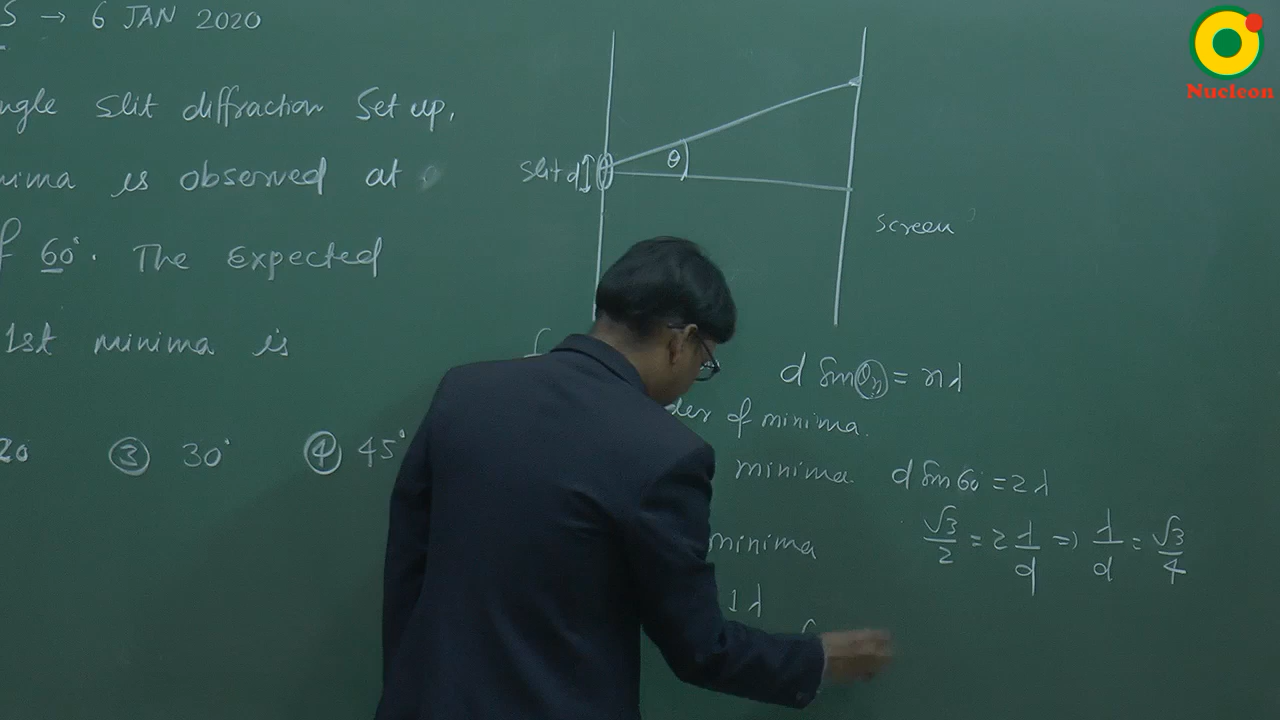 S → 6 JAN 2020
Nucleon
ngle slit diffraction Set up,
nima is observed at
f 60°. The Expected
1st minima is
20 ③ 30° ④ 45°
slit d
θ
screen
d Sin θn = nλ
der of minima.
minima d Sin 60 = 2λ
√3/2 = 2 λ/d => λ/d = √3/4
minima
1λ